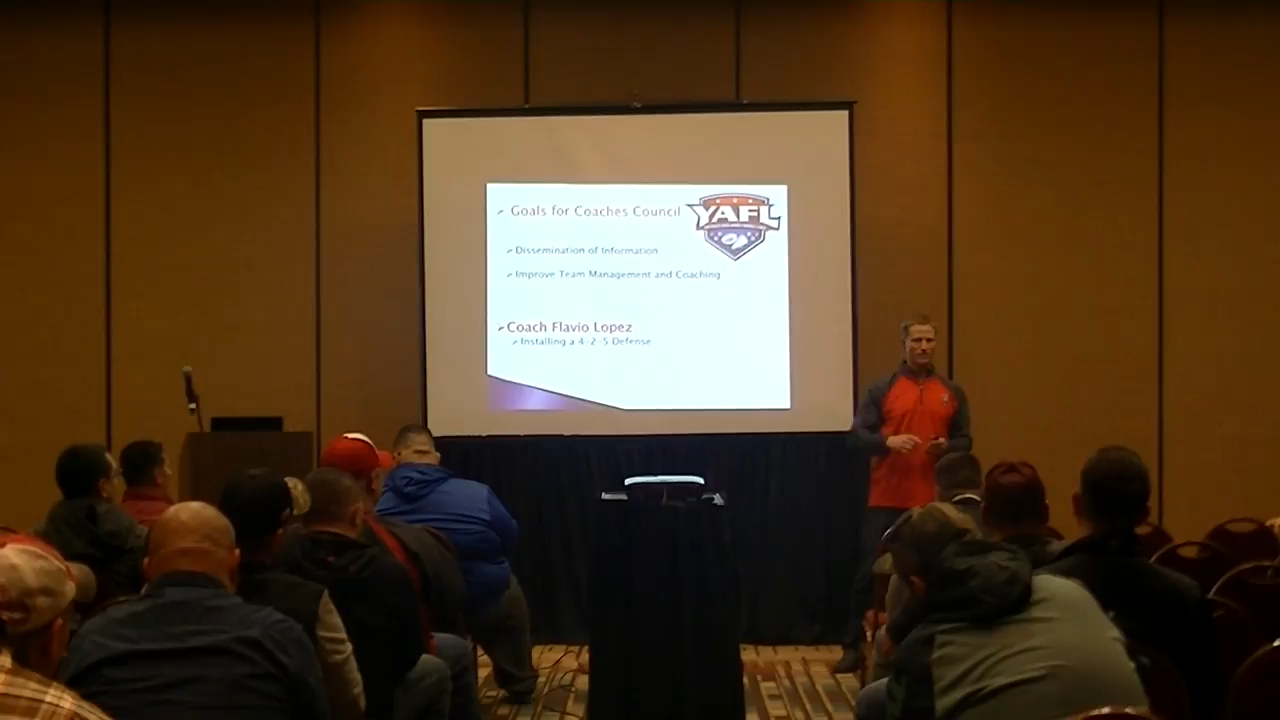 Goals for Coaches Council
YAFL
Dissemination of Information
Improve Team Management and Coaching
Coach Flavio Lopez
Installing a 4-2-5 Defense